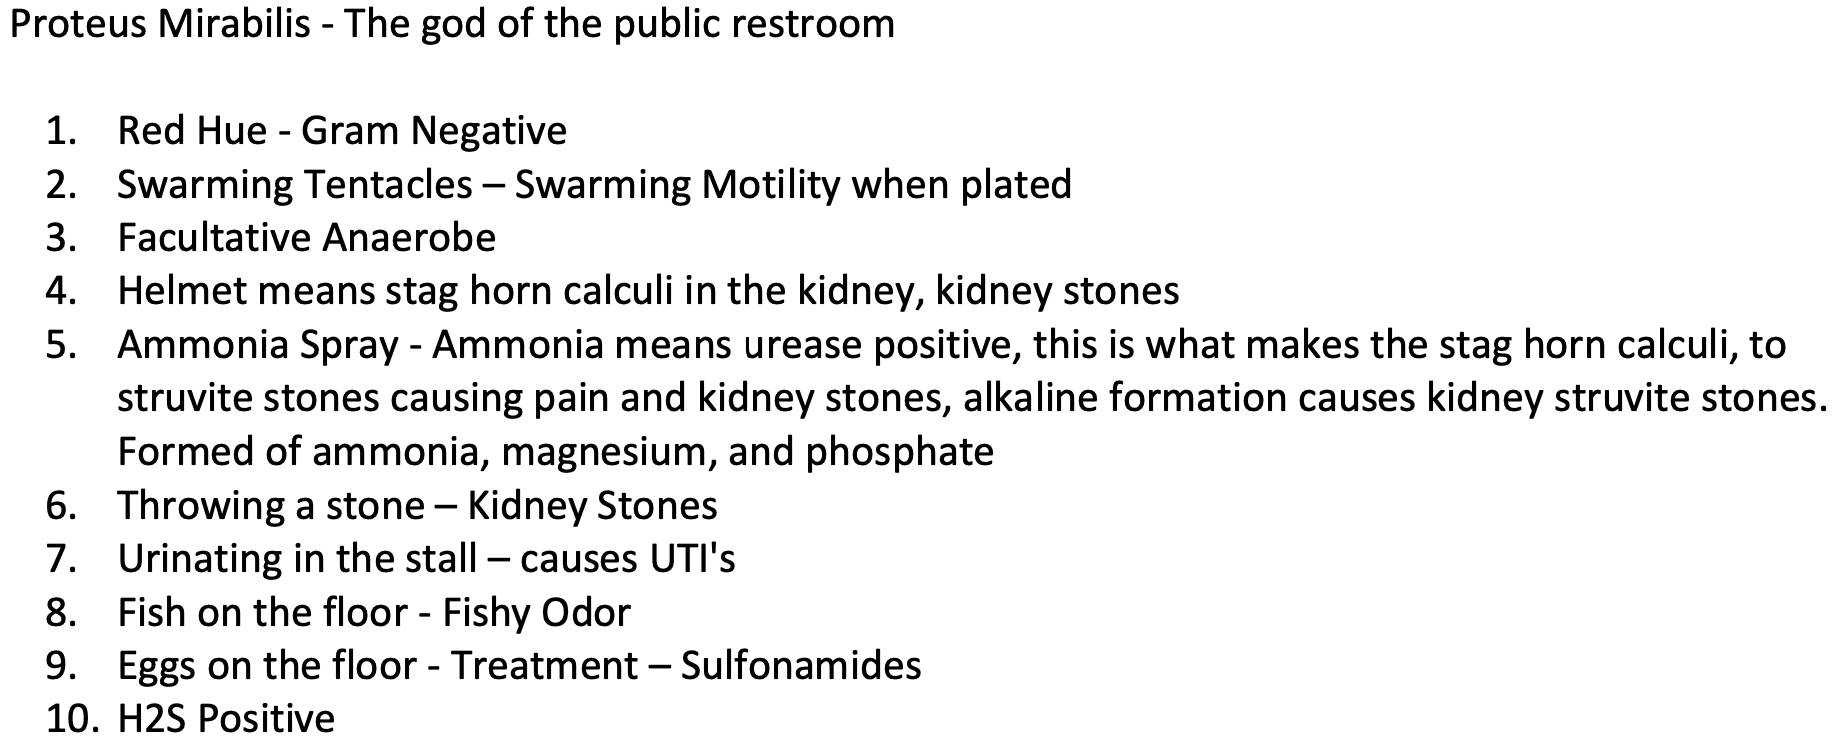 Proteus Mirabilis - The god of the public restroom
1. Red Hue - Gram Negative
2. Swarming Tentacles – Swarming Motility when plated
3. Facultative Anaerobe
4. Helmet means stag horn calculi in the kidney, kidney stones
5. Ammonia Spray - Ammonia means urease positive, this is what makes the stag horn calculi, to
struvite stones causing pain and kidney stones, alkaline formation causes kidney struvite stones.
Formed of ammonia, magnesium, and phosphate
6. Throwing a stone – Kidney Stones
7. Urinating in the stall – causes UTI's
8. Fish on the floor - Fishy Odor
9. Eggs on the floor - Treatment – Sulfonamides
10. H2S Positive